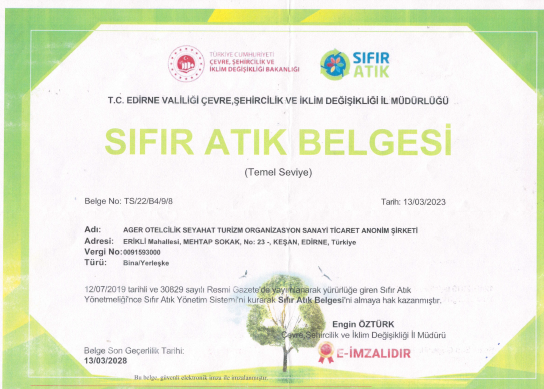 TÜRKİYE CUMHURİYETİ
ÇEVRE, ŞEHİRCİLİK VE
İKLİM DEĞİŞİKLİĞİ BAKANLIĞI
SIFIR
ATIK
T.C. EDİRNE VALİLİĞİ ÇEVRE,ŞEHİRCİLİK VE İKLİM DEĞİŞİKLİĞİ İL MÜDÜRLÜĞÜ
SIFIR ATIK BELGESİ
(Temel Seviye)
Belge No: TS/22/B4/9/8 Tarih: 13/03/2023
Adı: AGER OTELCİLİK SEYAHAT TURİZM ORGANİZASYON SANAYİ TİCARET ANONİM ŞİRKETİ
Adresi: ERİKLİ Mahallesi, MEHTAP SOKAK, No: 23 -, KEŞAN, EDİRNE, Türkiye
Vergi No:0091593000
Türü: Bina/Yerleşke
12/07/2019 tarihli ve 30829 sayılı Resmi Gazete'de yayımlanarak yürürlüğe giren Sıfır Atık
Yönetmeliği'nce Sıfır Atık Yönetim Sistemi'ni kurarak Sıfır Atık Belgesi'ni almaya hak kazanmıştır.
Engin ÖZTÜRK
Çevre,Şehircilik ve İklim Değişikliği İl Müdürü
E-İMZALIDIR
Belge Son Geçerlilik Tarihi:
13/03/2028
Bu belge, güvenli elektronik imza ile imzalanmıştır.